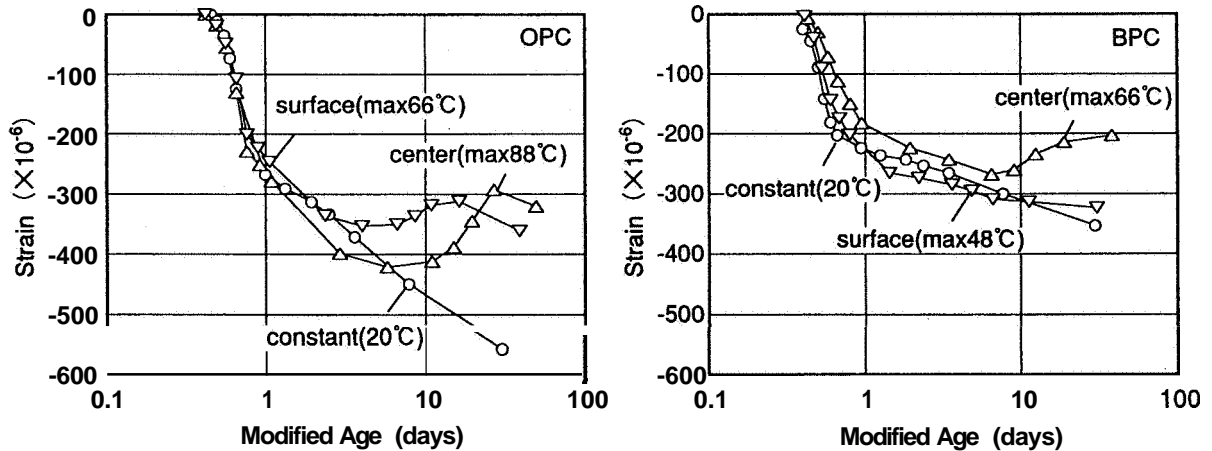 OPC
0
-100
-200
-300
-400
-500
-600
Strain (×10⁻⁶)
surface(max66℃)
center(max88℃)
constant(20℃)
0.1
1
10
100
Modified Age (days)
BPC
0
-100
-200
-300
-400
-500
-600
Strain (×10⁻⁶)
center(max66℃)
constant(20℃)
surface(max48℃)
0.1
1
10
100
Modified Age (days)